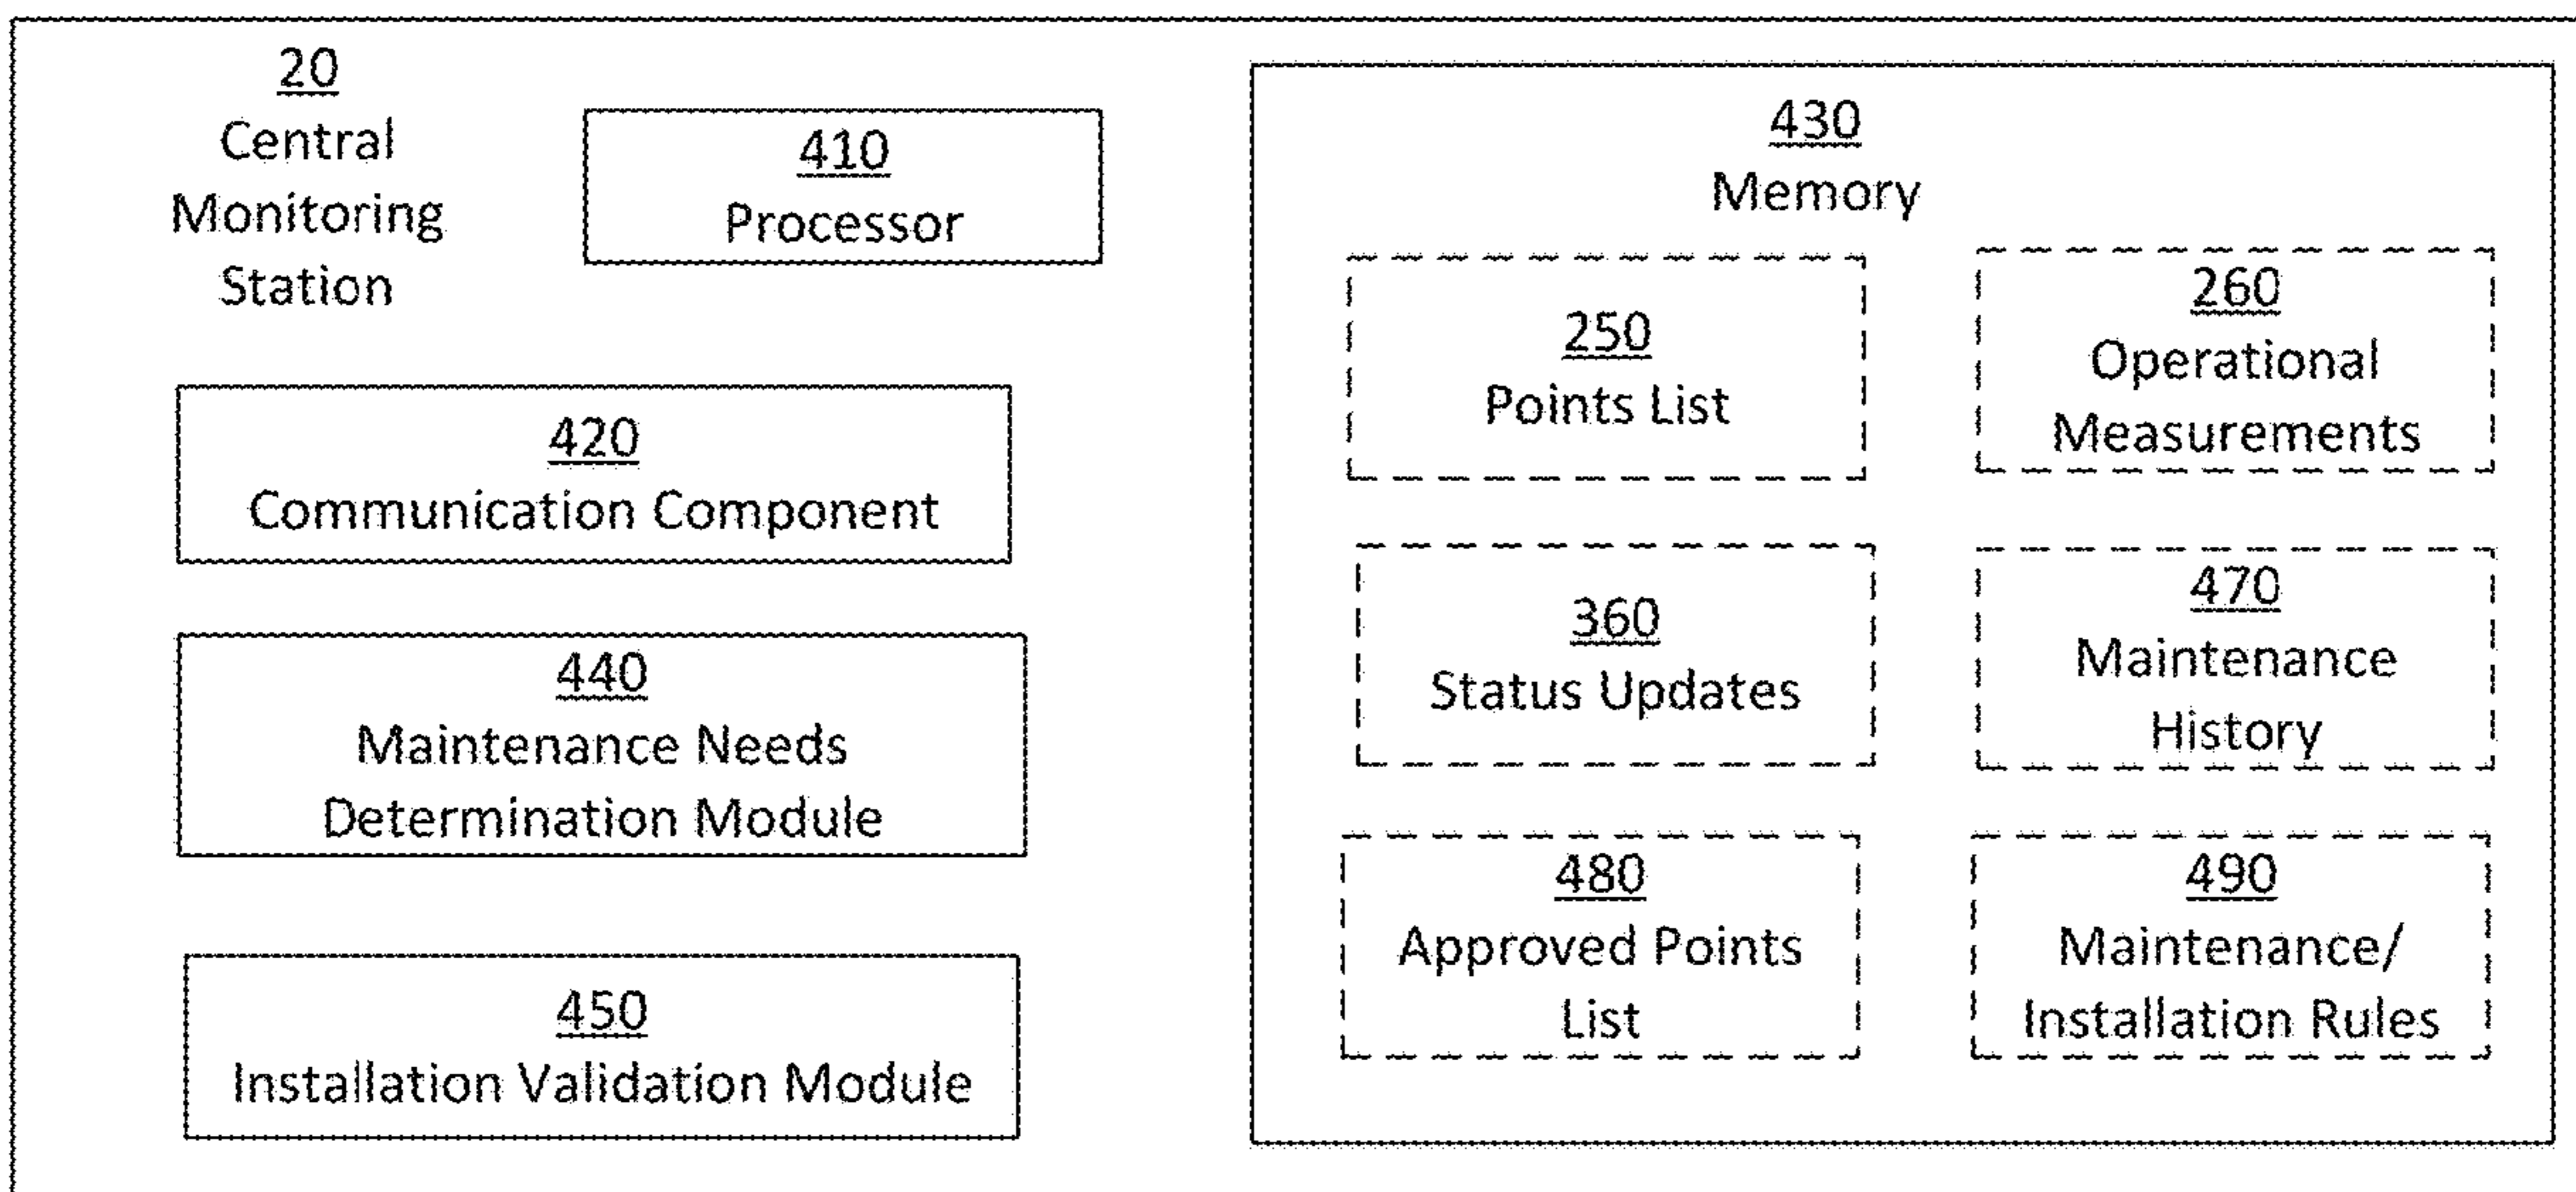 20
Central
Monitoring
Station
410
Processor
420
Communication Component
440
Maintenance Needs
Determination Module
450
Installation Validation Module
430
Memory
250
Points List
260
Operational
Measurements
360
Status Updates
470
Maintenance
History
480
Approved Points
List
490
Maintenance/
Installation Rules